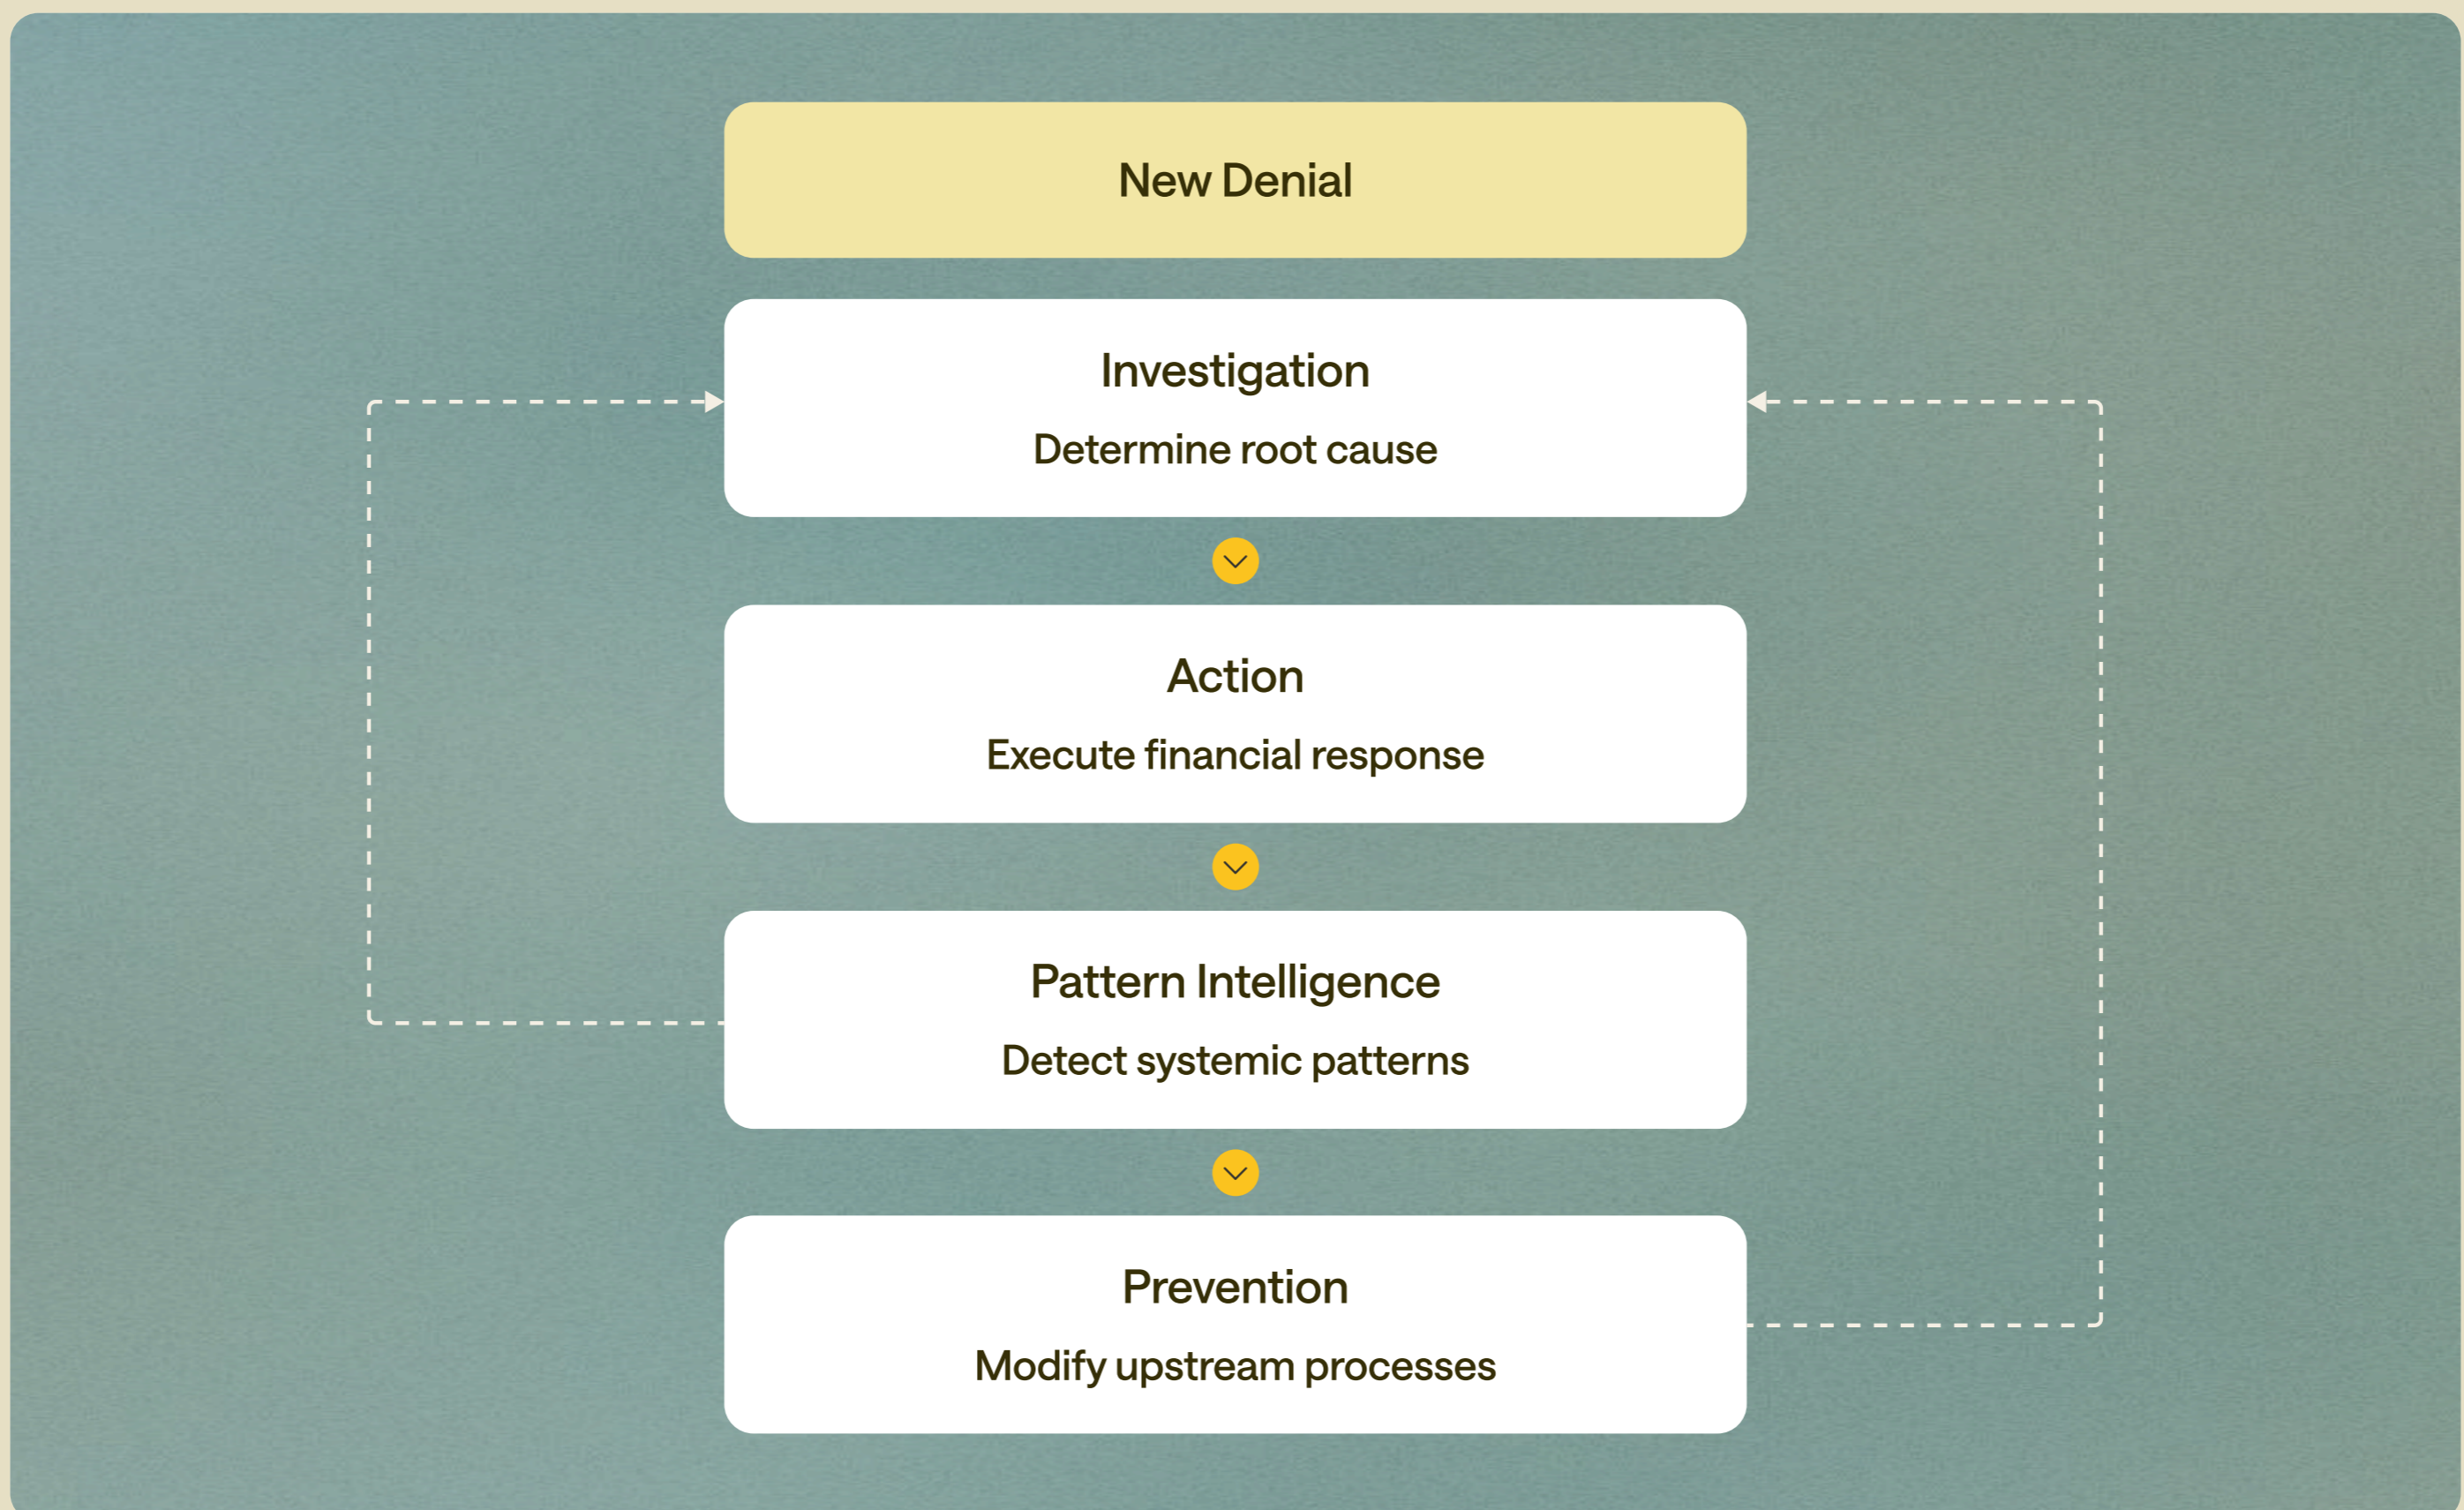 New Denial
Investigation
Determine root cause
Action
Execute financial response
Pattern Intelligence
Detect systemic patterns
Prevention
Modify upstream processes